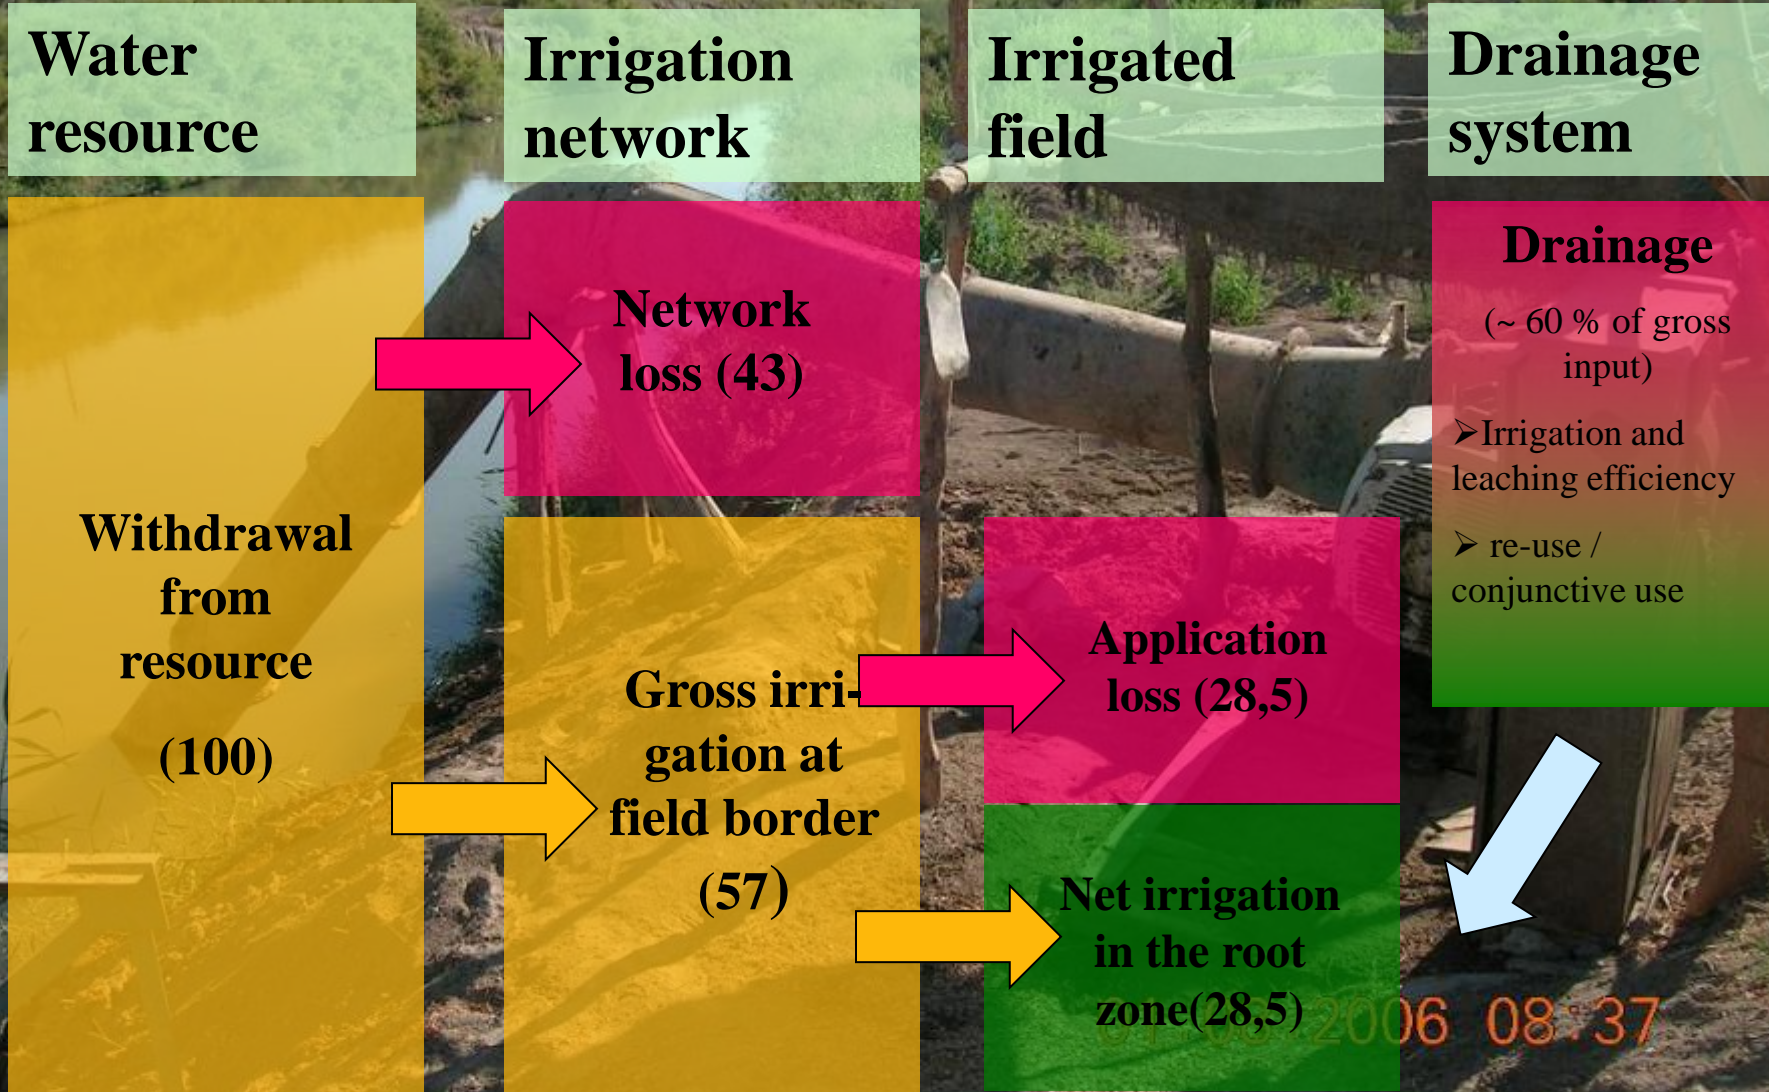 Water
resource
Irrigation
network
Irrigated
field
Drainage
system
Withdrawal
from
resource
(100)
Network
loss (43)
Gross irri-
gation at
field border
(57)
Application
loss (28,5)
Net irrigation
in the root
zone(28,5)
Drainage
(~ 60 % of gross
input)
➢Irrigation and
leaching efficiency
➢ re-use /
conjunctive use
2006 08:37